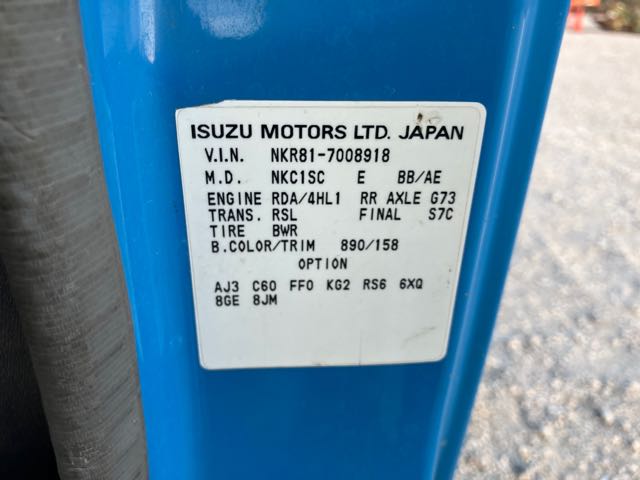 ISUZU MOTORS LTD. JAPAN
V.I.N. NKR81-7008918
M.D. NKC1SC E BB/AE
ENGINE RDA/4HL1 RR AXLE G73
TRANS. RSL FINAL S7C
TIRE BWR
B.COLOR/TRIM 890/158
OPTION
AJ3 C60 FF0 KG2 RS6 6XQ
8GE 8JM